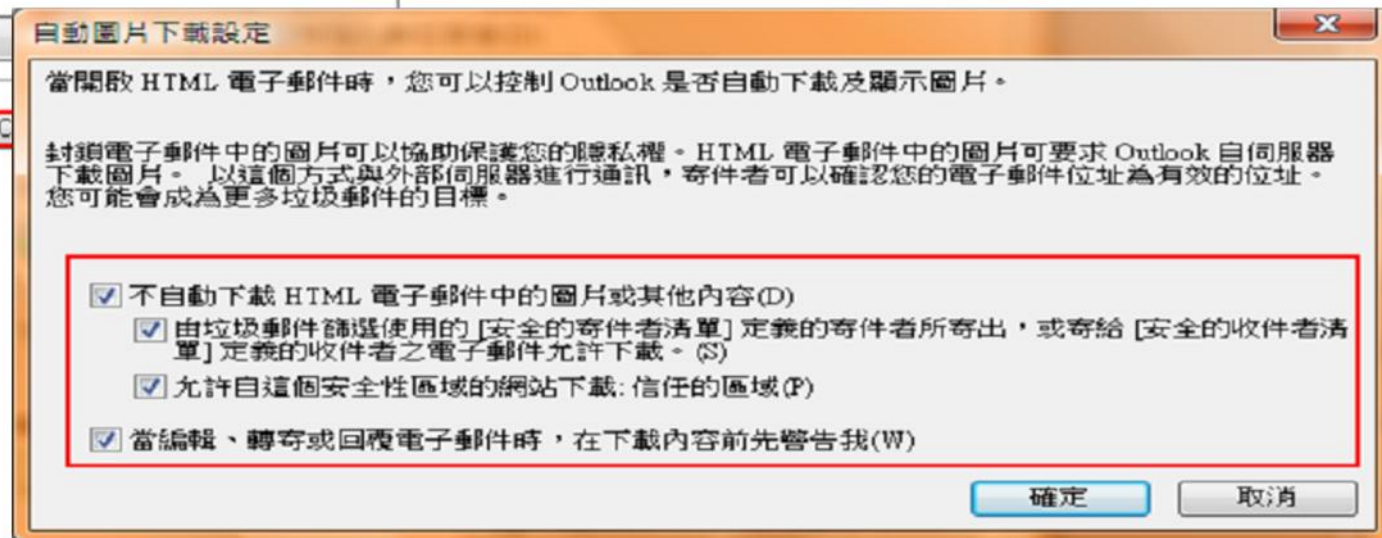 自動圖片下載設定
當開啟 HTML 電子郵件時，您可以控制 Outlook 是否自動下載及顯示圖片。
封鎖電子郵件中的圖片可以協助保護您的隱私權。HTML 電子郵件中的圖片可要求 Outlook 自伺服器
下載圖片。 以這個方式與外部伺服器進行通訊，寄件者可以確認您的電子郵件位址為有效的位址。
您可能會成為更多垃圾郵件的目標。
不自動下載 HTML 電子郵件中的圖片或其他內容(D)
由垃圾郵件篩選使用的 [安全的寄件者清單] 定義的寄件者所寄出，或寄給 [安全的收件者清
單] 定義的收件者之電子郵件允許下載。(S)
允許自這個安全性區域的網站下載: 信任的區域(P)
當編輯、轉寄或回覆電子郵件時，在下載內容前先警告我(W)
確定 取消